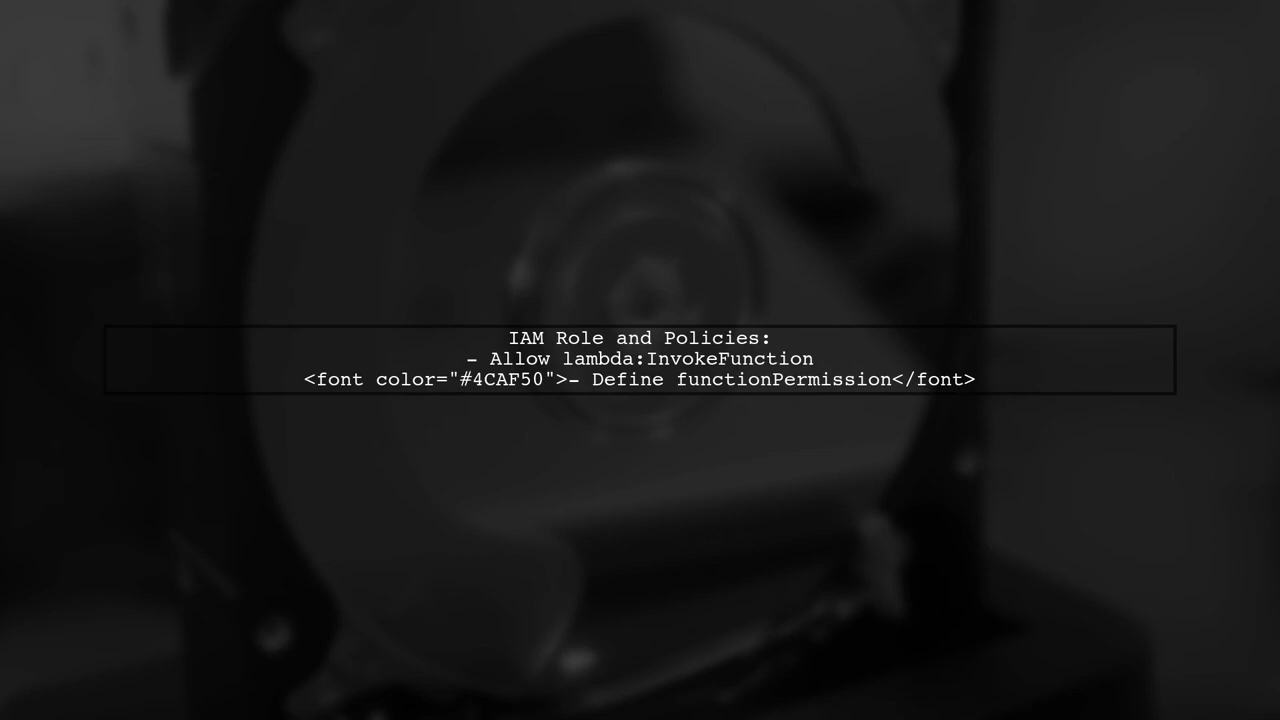 IAM Role and Policies:
- Allow lambda:InvokeFunction
<font color="#4CAF50">- Define functionPermission</font>